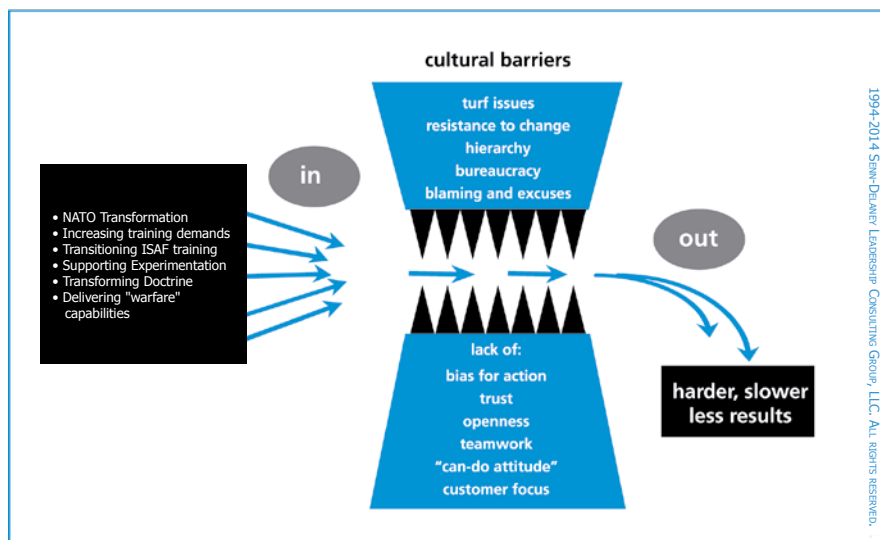 cultural barriers
turf issues
resistance to change
hierarchy
bureaucracy
blaming and excuses
in
• NATO Transformation
• Increasing training demands
• Transitioning ISAF training
• Supporting Experimentation
• Transforming Doctrine
• Delivering "warfare"
capabilities
out
lack of:
bias for action
trust
openness
teamwork
"can-do attitude"
customer focus
harder, slower
less results
1994-2014 Senn-Delaney Leadership Consulting Group, LLC. All rights reserved.